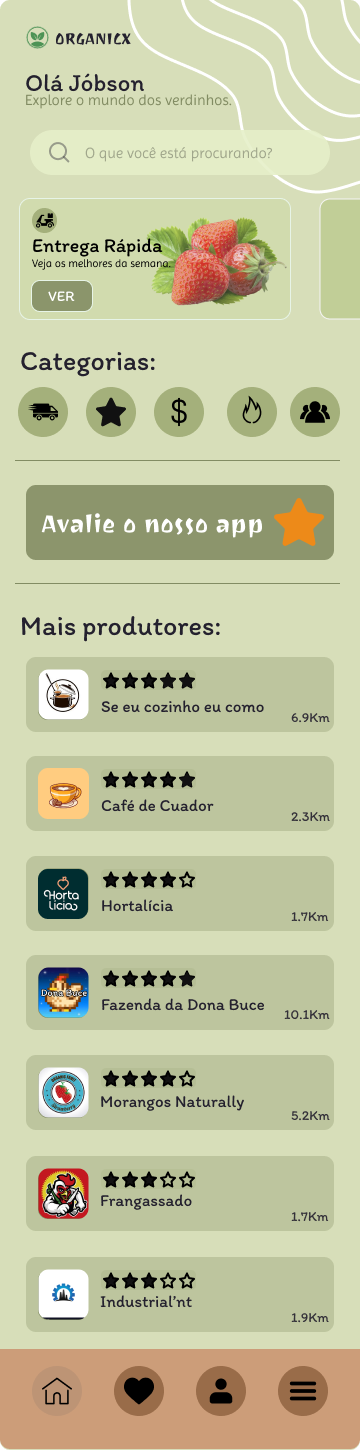 ORGANICX
Olá Jóbson
Explore o mundo dos verdinhos.
O que você está procurando?
Entrega Rápida
Veja os melhores da semana.
VER
Categorias:
$
Avalie o nosso app
Mais produtores:
Se eu cozinho eu como
6.9Km
Café de Cuador
2.3Km
Horta
lícia
Hortalícia
1.7Km
Dona Buce
Fazenda da Dona Buce
10.1Km
Morangos Naturally
5.2Km
Frangassado
1.7Km
Industrial'nt
1.9Km